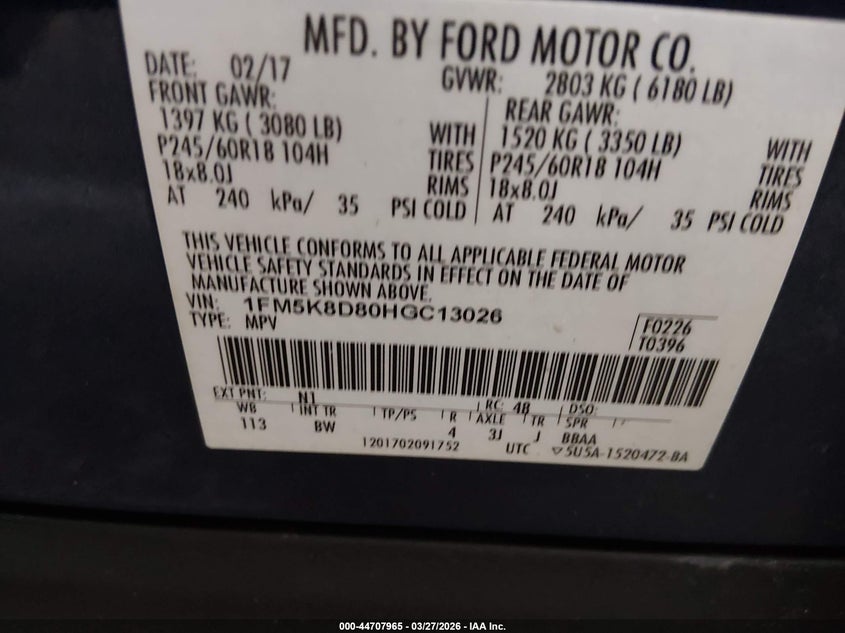 MFD. BY FORD MOTOR CO.
DATE: 02/17 GVWR: 2803 KG ( 6180 LB)
FRONT GAWR: REAR GAWR:
1397 KG ( 3080 LB) WITH 1520 KG ( 3350 LB) WITH
P245/60R18 104H TIRES P245/60R18 104H TIRES
18x8.0J RIMS 18x8.0J RIMS
AT 240 kPa/ 35 PSI COLD AT 240 kPa/ 35 PSI COLD
THIS VEHICLE CONFORMS TO ALL APPLICABLE FEDERAL MOTOR
VEHICLE SAFETY STANDARDS IN EFFECT ON THE DATE OF
MANUFACTURE SHOWN ABOVE.
VIN: 1FM5K8D80HGC13026 F0226
TYPE: MPV T0396
EXT PNT: N1 RC: 48 DSO:
WB INT TR TP/PS R AXLE TR SPR
113 BW 4 3J J BBAA
1201702091752 UTC ▽5U5A-1520472-BA
000-44707965 | 03/27/2026 | IAA Inc.